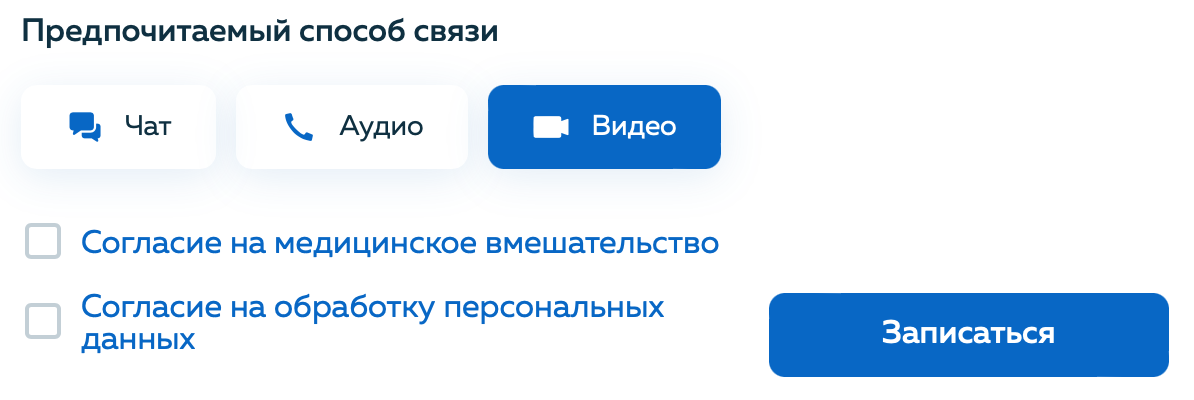 Предпочитаемый способ связи
Чат Аудио Видео
Согласие на медицинское вмешательство
Согласие на обработку персональных
данных
Записаться